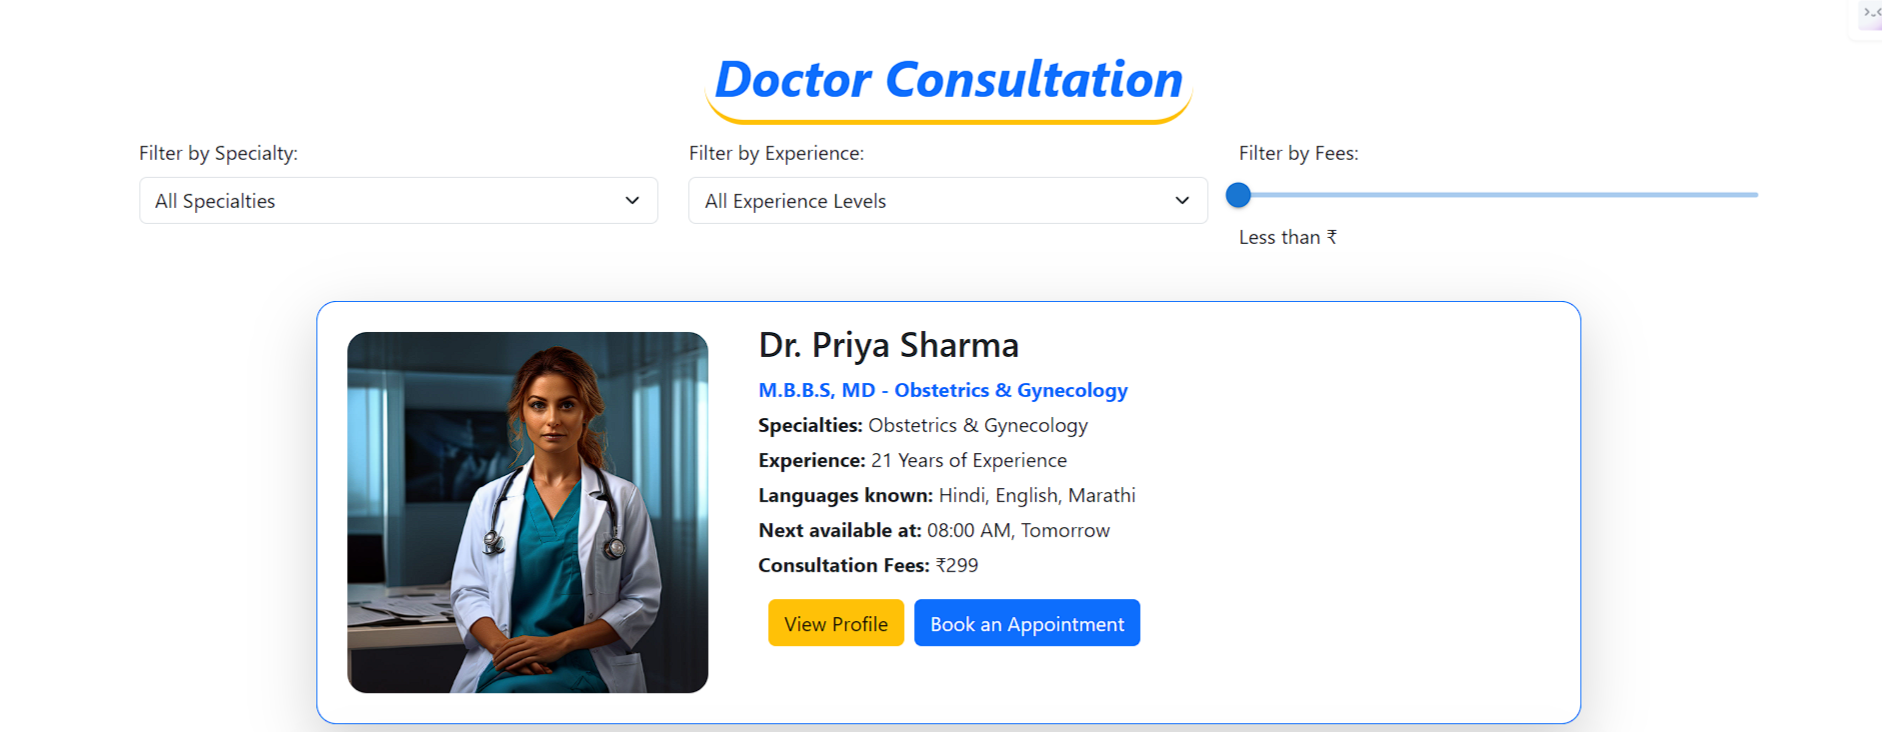 Doctor Consultation
Filter by Specialty:
All Specialties
Filter by Experience:
All Experience Levels
Filter by Fees:
Less than ₹
Dr. Priya Sharma
M.B.B.S, MD - Obstetrics & Gynecology
Specialties: Obstetrics & Gynecology
Experience: 21 Years of Experience
Languages known: Hindi, English, Marathi
Next available at: 08:00 AM, Tomorrow
Consultation Fees: ₹299
View Profile
Book an Appointment